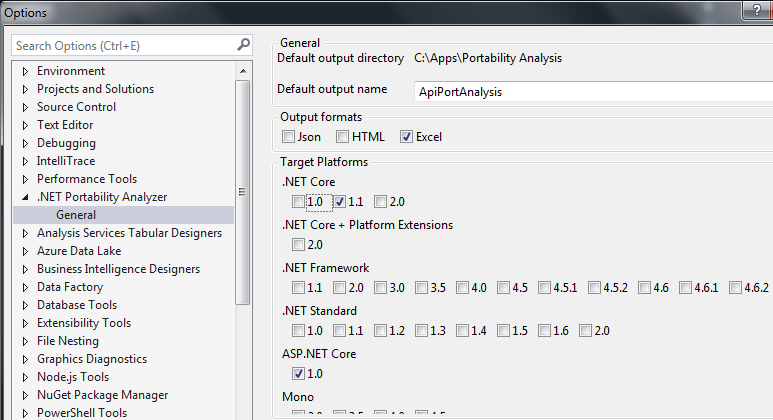 Options
?
Search Options (Ctrl+E)
Environment
Projects and Solutions
Source Control
Text Editor
Debugging
IntelliTrace
Performance Tools
.NET Portability Analyzer
General
Analysis Services Tabular Designers
Azure Data Lake
Business Intelligence Designers
Data Factory
Database Tools
Extensibility Tools
File Nesting
Graphics Diagnostics
Node.js Tools
NuGet Package Manager
PowerShell Tools
General
Default output directory C:\Apps\Portability Analysis
Default output name ApiPortAnalysis
Output formats
Json HTML Excel
Target Platforms
.NET Core
1.0 1.1 2.0
.NET Core + Platform Extensions
2.0
.NET Framework
1.1 2.0 3.0 3.5 4.0 4.5 4.5.1 4.5.2 4.6 4.6.1 4.6.2
.NET Standard
1.0 1.1 1.2 1.3 1.4 1.5 1.6 2.0
ASP.NET Core
1.0
Mono